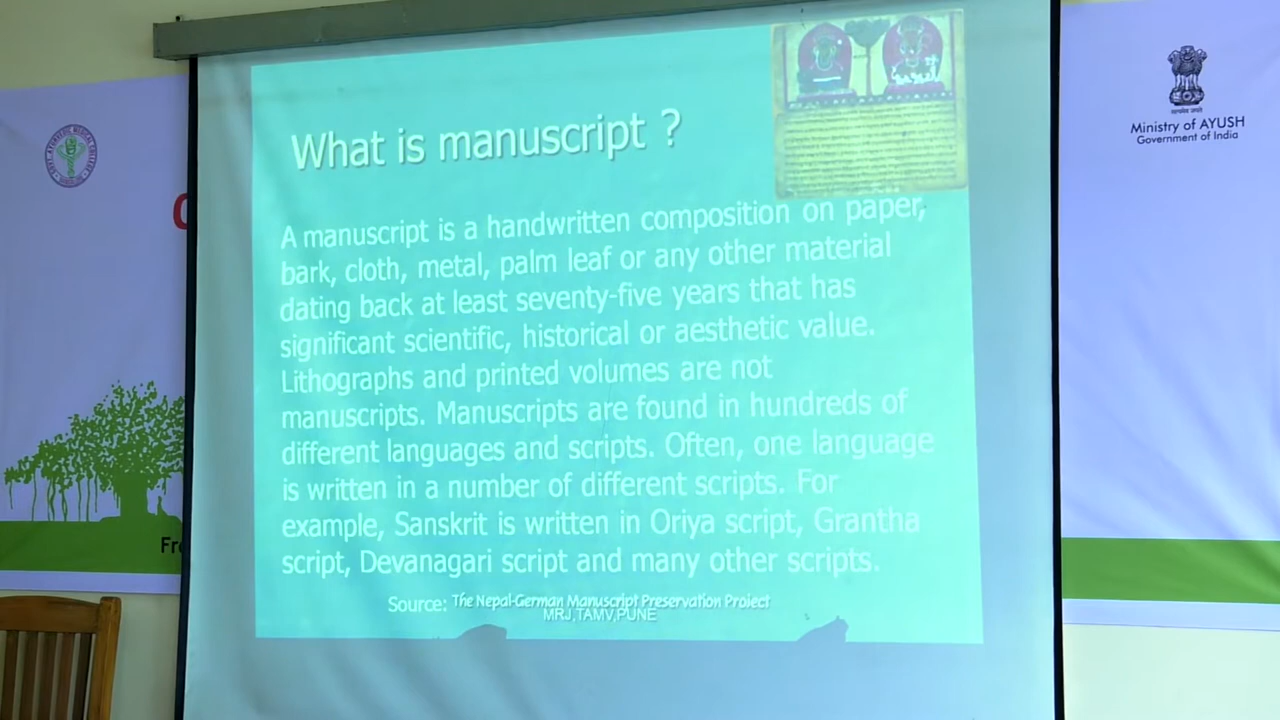 What is manuscript ?
A manuscript is a handwritten composition on paper,
bark, cloth, metal, palm leaf or any other material
dating back at least seventy-five years that has
significant scientific, historical or aesthetic value.
Lithographs and printed volumes are not
manuscripts. Manuscripts are found in hundreds of
different languages and scripts. Often, one language
is written in a number of different scripts. For
example, Sanskrit is written in Oriya script, Grantha
script, Devanagari script and many other scripts.
Source: The Nepal-German Manuscript Preservation Project
MRJ,TAMV,PUNE
Ministry of AYUSH
Government of India